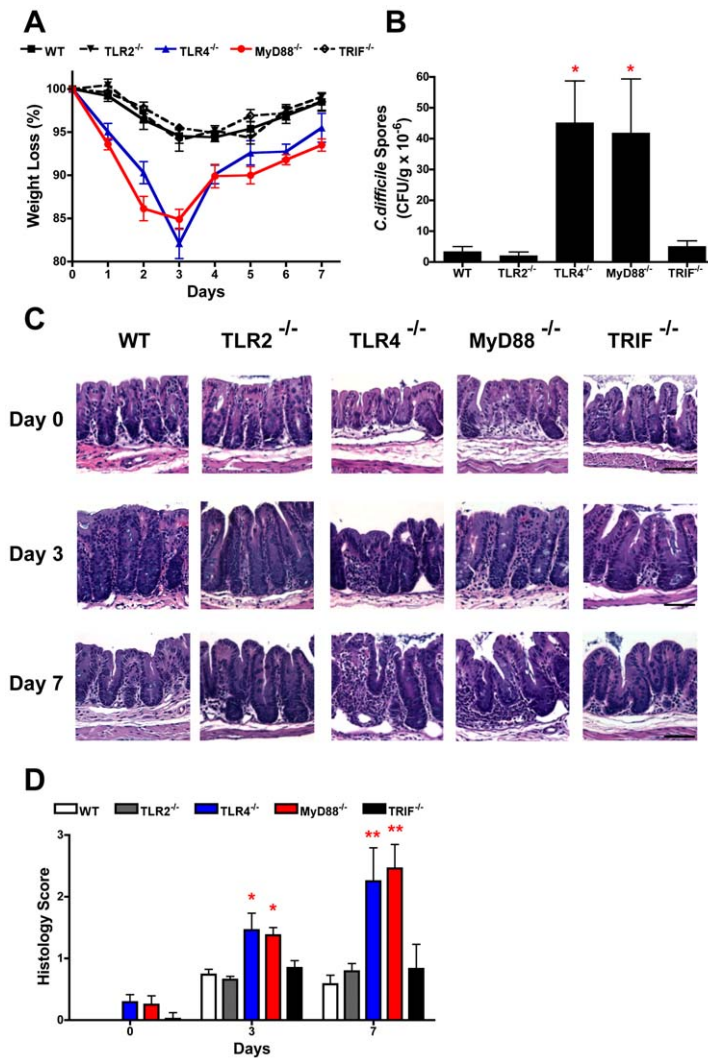 A
WT TLR2-/- TLR4-/- MyD88-/- TRIF-/-
Weight Loss (%)
100
95
90
85
80
0 1 2 3 4 5 6 7
Days
B
* *
C.difficile Spores
(CFU/g x 10-6)
60
50
40
30
20
10
0
WT TLR2-/- TLR4-/- MyD88-/- TRIF-/-
C
WT TLR2 -/- TLR4 -/- MyD88 -/- TRIF -/-
Day 0
Day 3
Day 7
D
WT TLR2-/- TLR4-/- MyD88-/- TRIF-/-
Histology Score
3
2
1
0
* *
** **
0 3 7
Days